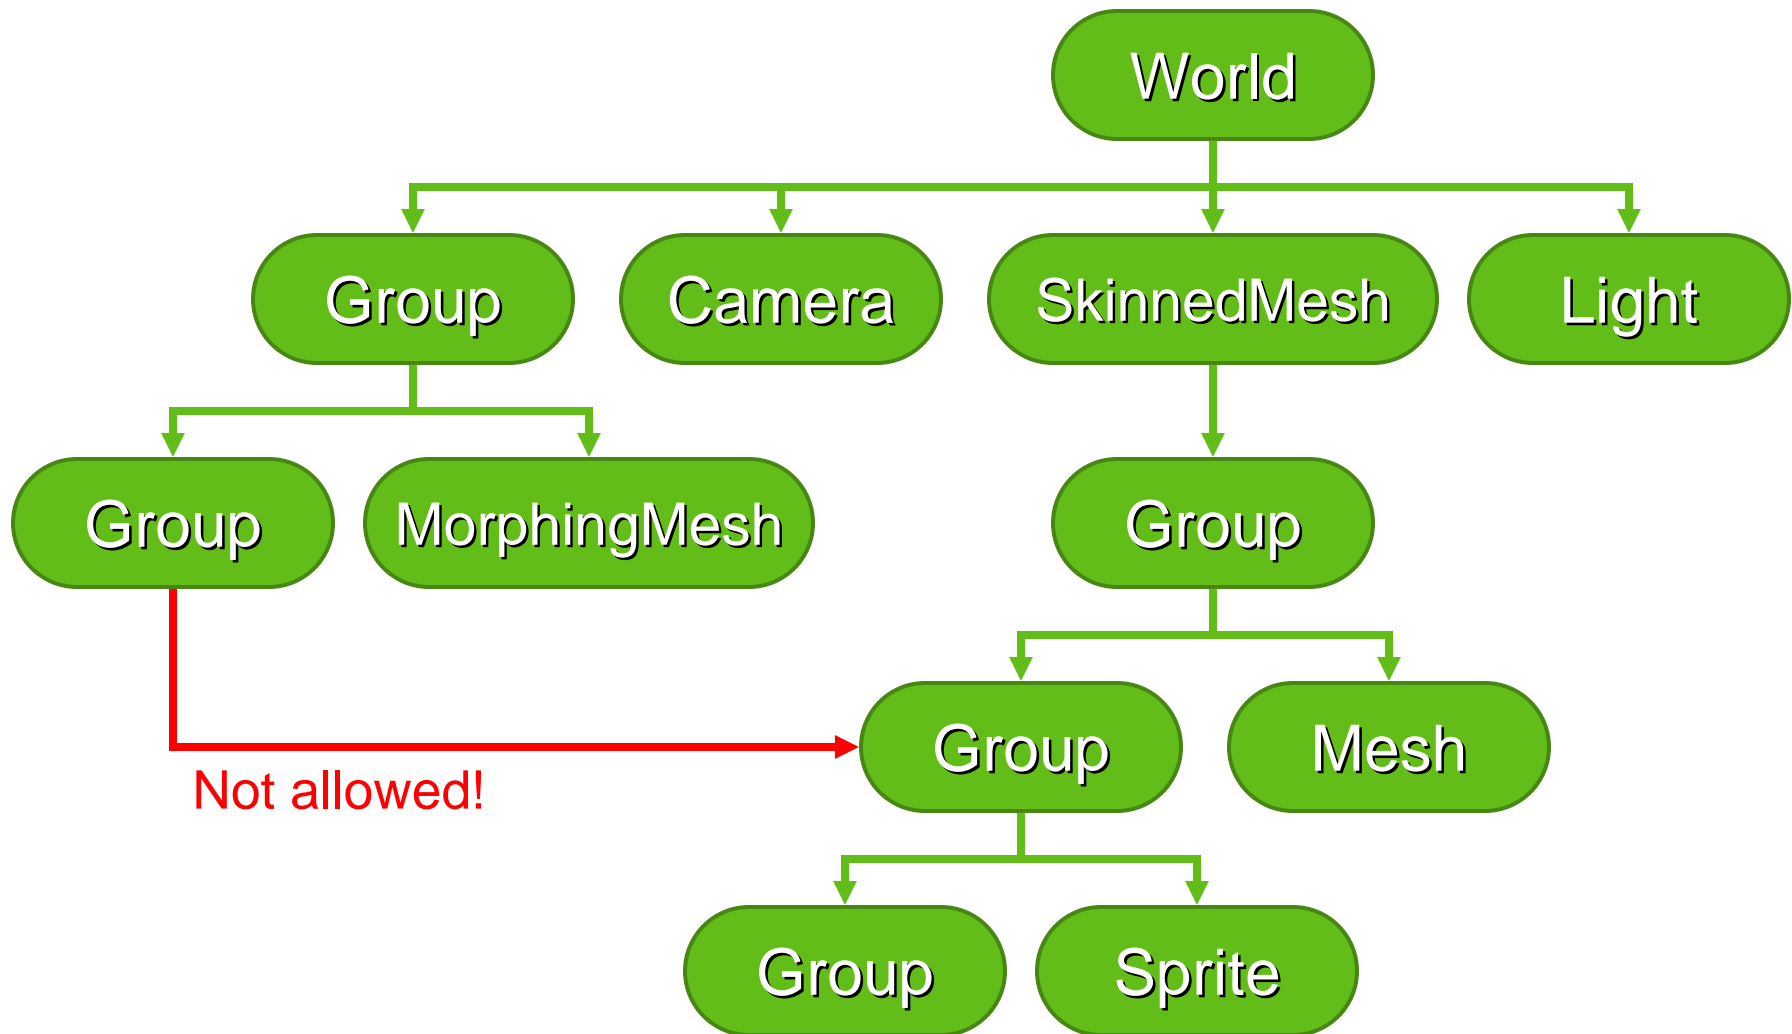 World
Group
Camera
SkinnedMesh
Light
Group
MorphingMesh
Group
Group
Mesh
Not allowed!
Group
Sprite